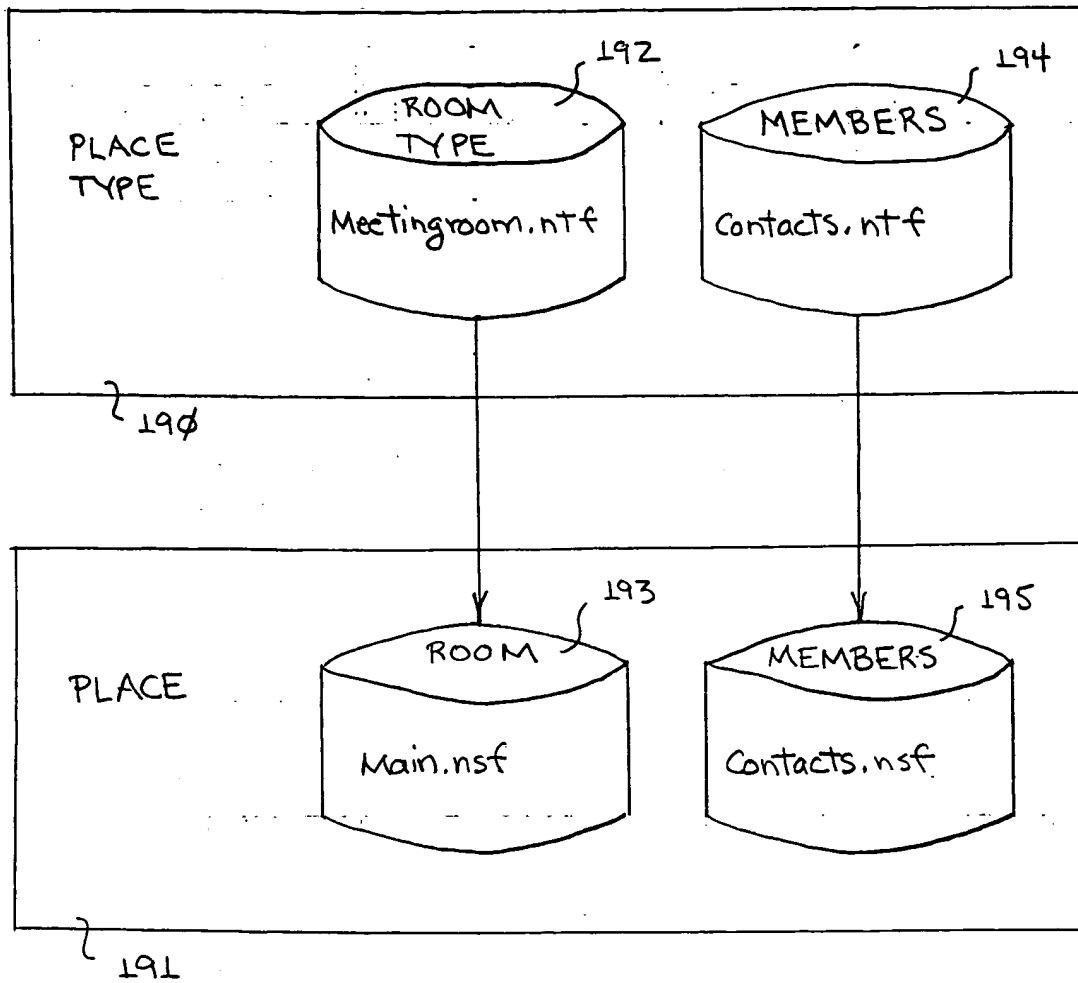 192
194
ROOM
TYPE
MEMBERS
PLACE
TYPE
Meetingroom.ntf
Contacts.ntf
190
193
195
ROOM
MEMBERS
PLACE
Main.nsf
Contacts.nsf
191